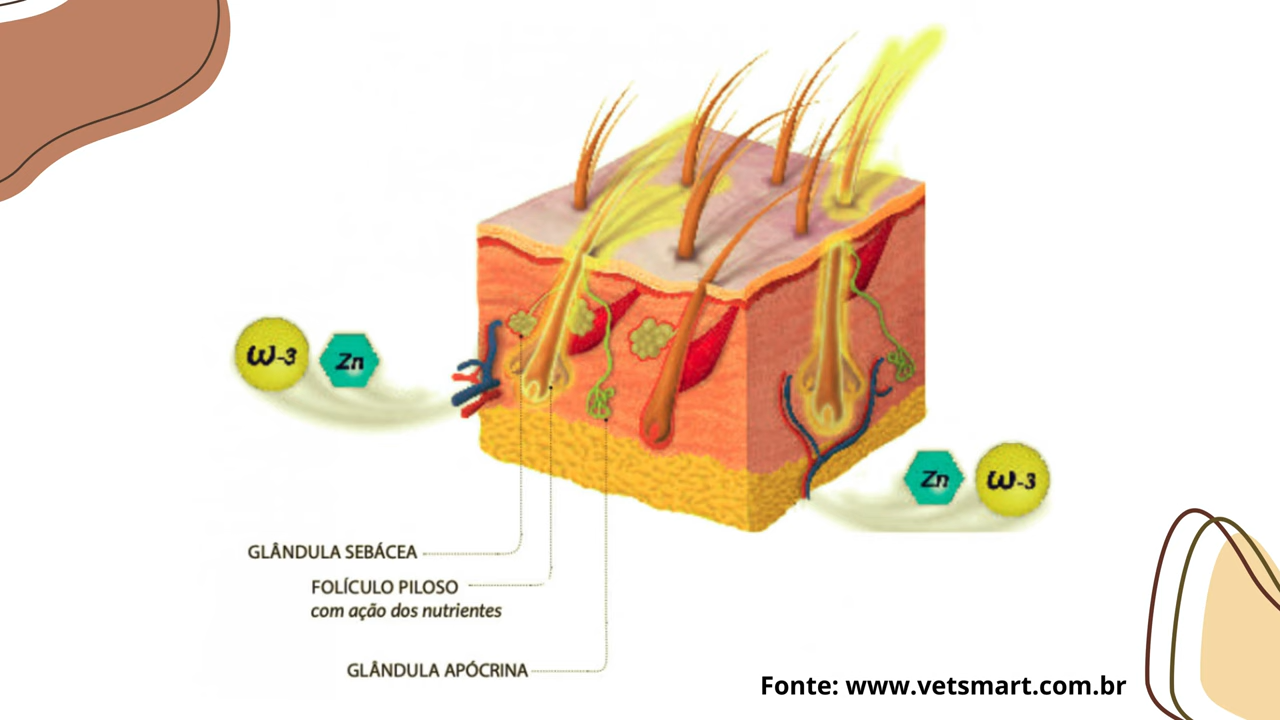 ω-3
Zn
Zn
ω-3
GLÂNDULA SEBÁCEA
FOLÍCULO PILOSO
com ação dos nutrientes
GLÂNDULA APÓCRINA
Fonte: www.vetsmart.com.br